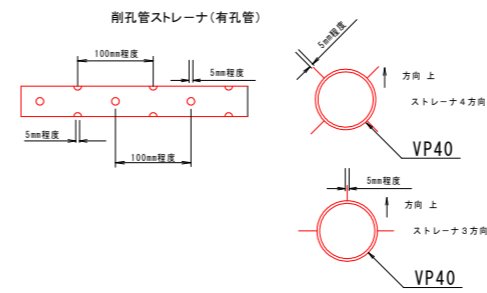 削孔管ストレーナ(有孔管)
100mm程度
5mm程度
5mm程度
100mm程度
5mm程度
方向 上
ストレーナ4方向
VP40
5mm程度
方向 上
ストレーナ3方向
VP40